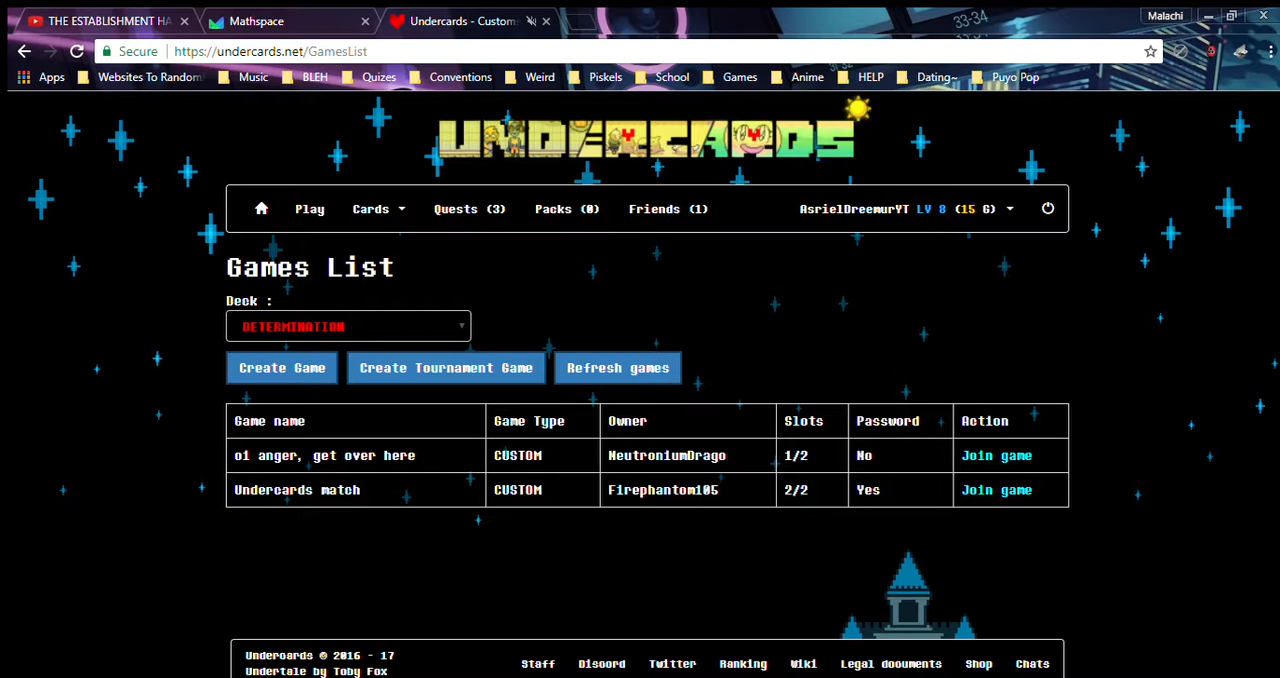 THE ESTABLISHMENT HA
Mathspace
Undercards - Custom
Malachi
Secure https://undercards.net/GamesList
Apps Websites To Random Music BLEH Quizes Conventions Weird Piskels School Games Anime HELP Dating~ Puyo Pop
UNDERCARDS
Play Cards Quests (3) Packs (0) Friends (1) AsrielDreemurYT LV 8 (15 G)
Games List
Deck :
DETERMINATION
Create Game Create Tournament Game Refresh games
Game name Game Type Owner Slots Password Action
oi anger, get over here CUSTOM NeutroniumDrago 1/2 No Join game
Undercards match CUSTOM Firephantom105 2/2 Yes Join game
Undercards © 2016 - 17
Undertale by Toby Fox
Staff Discord Twitter Ranking Wiki Legal documents Shop Chats